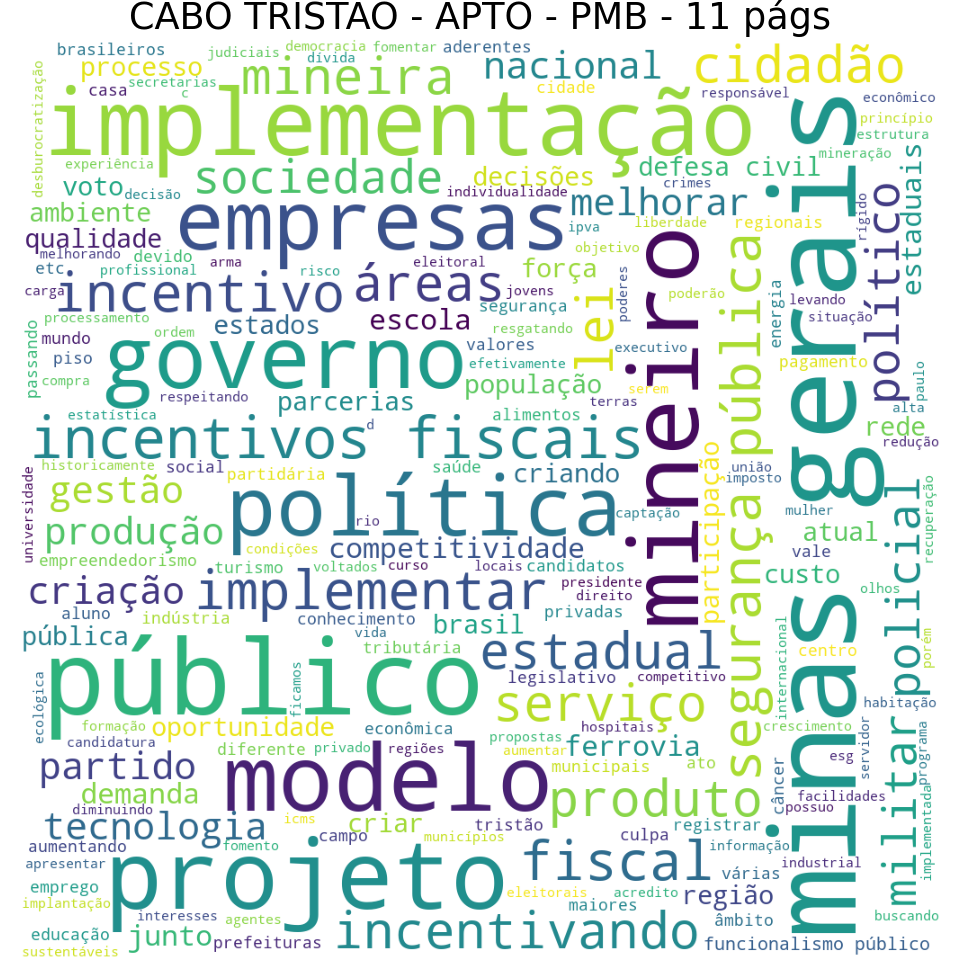 CABO TRISTÃO - APTO - PMB - 11 págs
brasileiros judiciais democracia fomentar aderentes
dívida
processo mineira nacional cidadão
casa secretarias c cidade responsável econômico
desburocratização
implementação princípio
estrutura
experiência sociedade decisões defesa civil mineração
voto decisão individualidade crimes
ambiente empresas melhorar ipva liberdade regionais
qualidade objetivo
melhorando devido arma eleitoral
etc profissional risco força poderes
carga incentivo áreas jovens segurança poderão
processamento estados escola resgatando lei
mundo ordem valores executivo
piso governo efetivamente
passando compra respeitando parcerias população serem
terras
estatística d alimentos
incentivos fiscais
historicamente social partidária saúde criando
universidade gestão política captação
produção rio
condições competitividade
empreendedorismo turismo voltados curso locais candidatos
criação implementar presidente
direito
aluno indústria conhecimento privadas
pública vida brasil
tributária
público estadual
ecológica ficamos legislativo competitivo
serviço
formação oportunidade econômica hospitais
candidatura diferente privado regiões propostas ferrovia
aumentar
partido modelo municipais ato
demanda produto
diminuindo icms
tecnologia criar tristão culpa registrar
aumentando fomento campo municípios informação
apresentar projeto fiscal várias industrial
emprego eleitorais acredito região
implantação maiores
interesses agentes âmbito
educação junto prefeituras incentivando funcionalismo público
sustentáveis
mineiro
segurança pública
participação
minas gerais
político
estaduais
rígido
energia
levando
situação
pagamento
paulo
alta
rede
redução
união
imposto
mulher
atual
vale
custo
olhos
policial
recuperação
centro
internacional
porém
habitação
crescimento
militar
servidor
programa
esg
câncer
facilidades
possuo
implementada
buscando